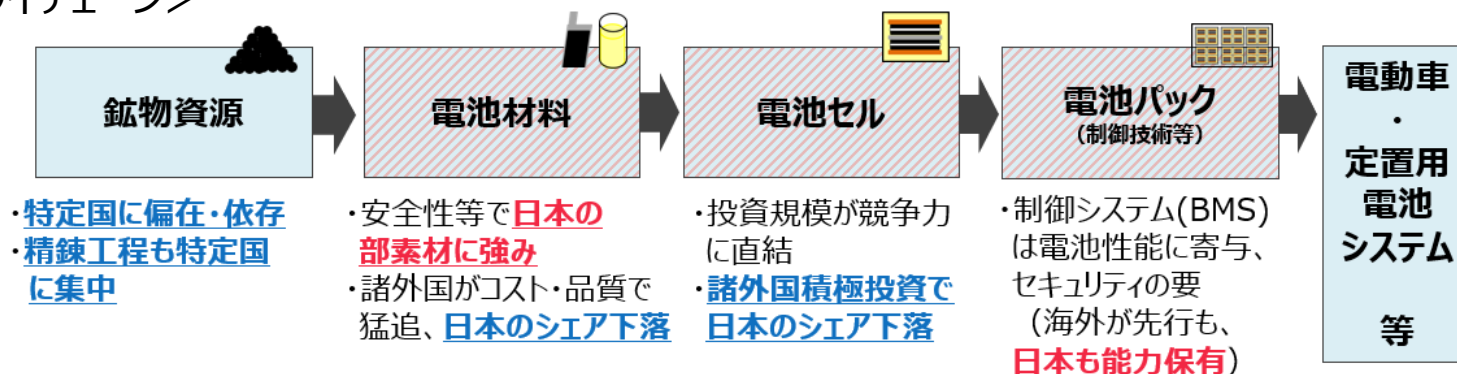 鉱物資源
電池材料
電池セル
電池パック
(制御技術等)
電動車
・
定置用
電池
システム
等
・特定国に偏在・依存
・精錬工程も特定国
に集中
・安全性等で日本の
部素材に強み
・諸外国がコスト・品質で
猛追、日本のシェア下落
・投資規模が競争力
に直結
・諸外国積極投資で
日本のシェア下落
・制御システム(BMS)
は電池性能に寄与、
セキュリティの要
(海外が先行も、
日本も能力保有)